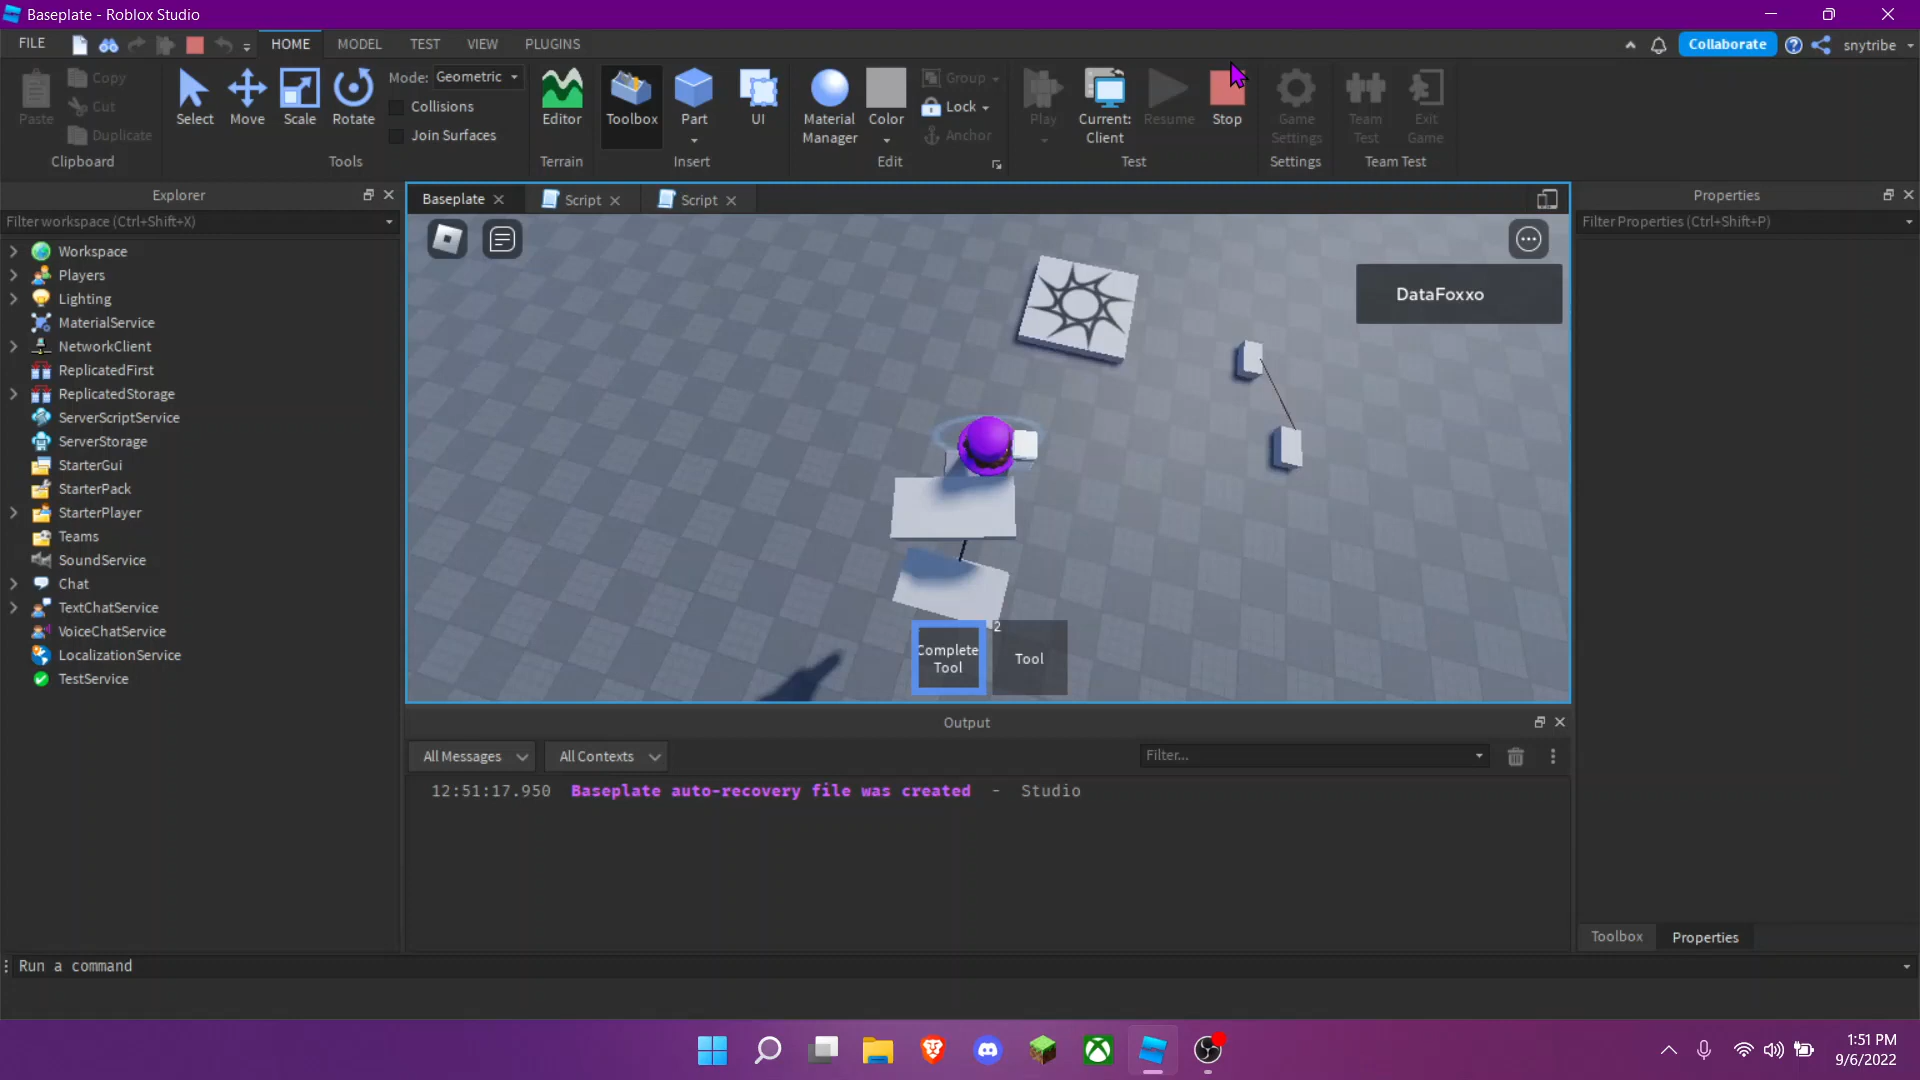 Baseplate - Roblox Studio
FILE
HOME
MODEL
TEST
VIEW
PLUGINS
Collaborate
snytribe
Paste
Copy
Cut
Duplicate
Clipboard
Select
Move
Scale
Rotate
Mode: Geometric
Collisions
Join Surfaces
Tools
Editor
Terrain
Toolbox
Part
UI
Insert
Material Manager
Color
Group
Lock
Anchor
Edit
Play
Current: Client
Resume
Stop
Test
Game Settings
Settings
Team Test
Exit Game
Team Test
Explorer
Filter workspace (Ctrl+Shift+X)
Workspace
Players
Lighting
MaterialService
NetworkClient
ReplicatedFirst
ReplicatedStorage
ServerScriptService
ServerStorage
StarterGui
StarterPack
StarterPlayer
Teams
SoundService
Chat
TextChatService
VoiceChatService
LocalizationService
TestService
Baseplate
Script
Script
DataFoxxo
Complete Tool
2
Tool
Properties
Filter Properties (Ctrl+Shift+P)
Output
All Messages
All Contexts
Filter...
12:51:17.950 Baseplate auto-recovery file was created - Studio
Toolbox
Properties
Run a command
1:51 PM
9/6/2022